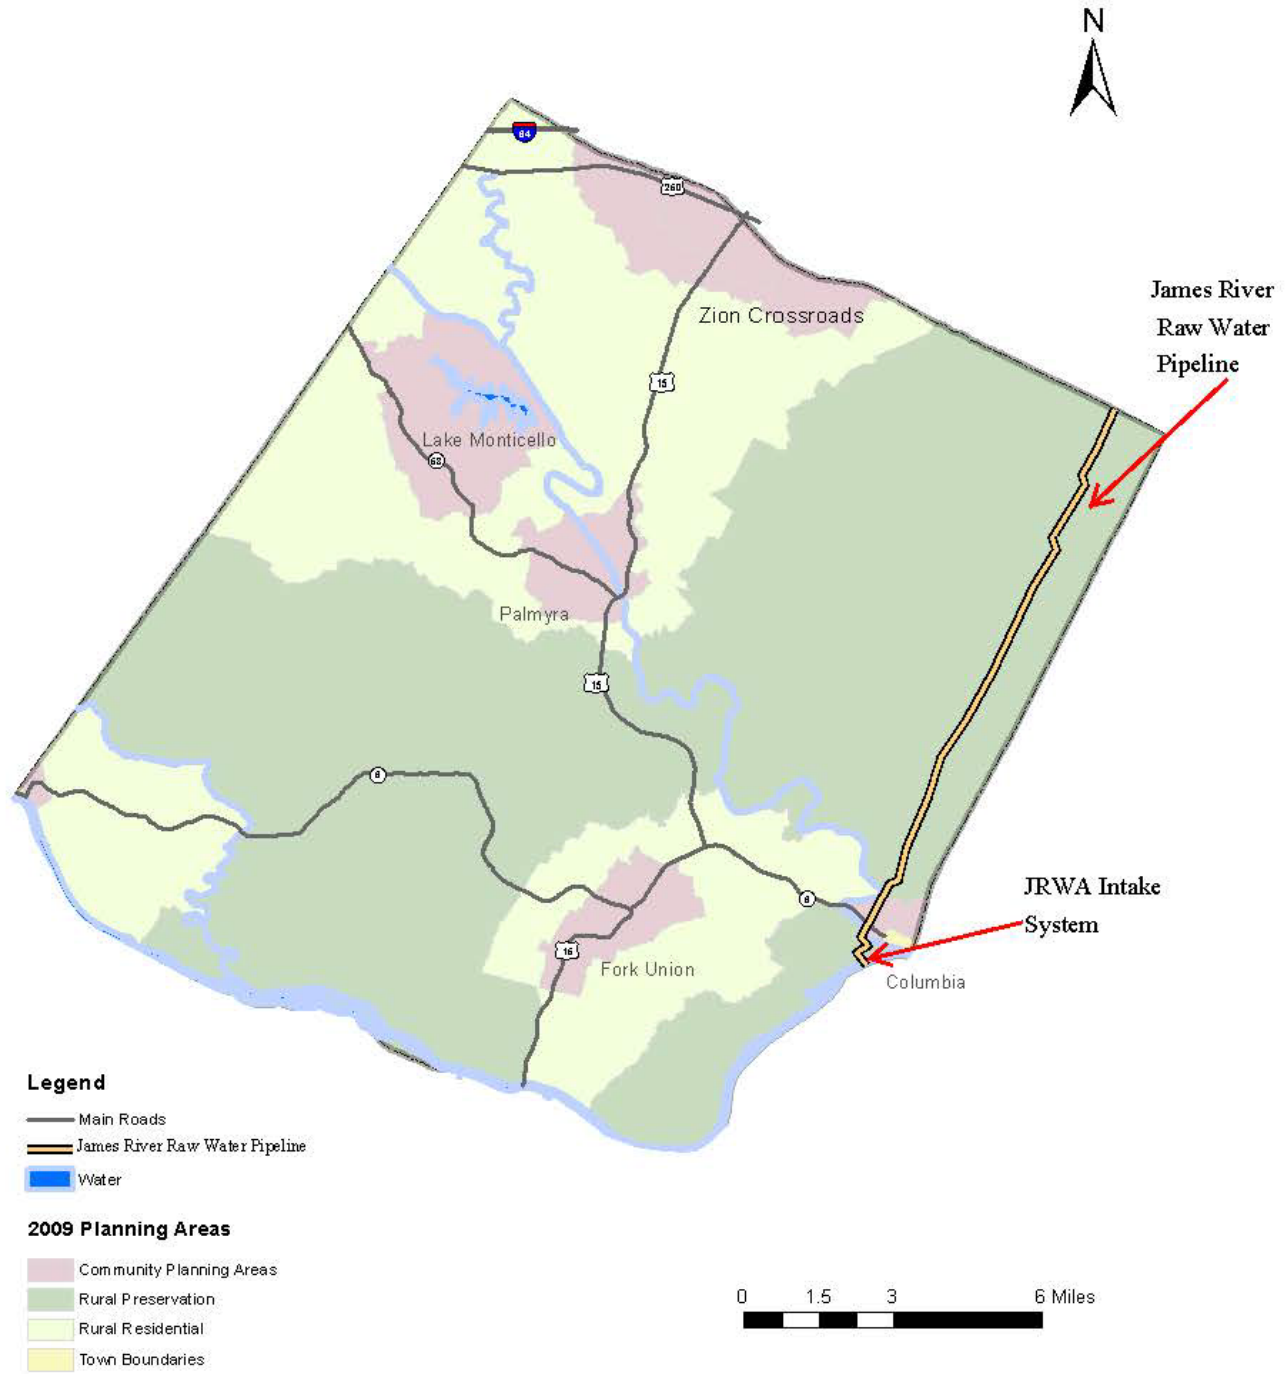 N
64
260
James River
Raw Water
Pipeline
Zion Crossroads
15
Lake Monticello
53
Palmyra
15
6
JRWA Intake
System
6
15
Fork Union
Columbia
Legend
Main Roads
James River Raw Water Pipeline
Water
2009 Planning Areas
Community Planning Areas
Rural Preservation
Rural Residential
Town Boundaries
0 1.5 3 6 Miles